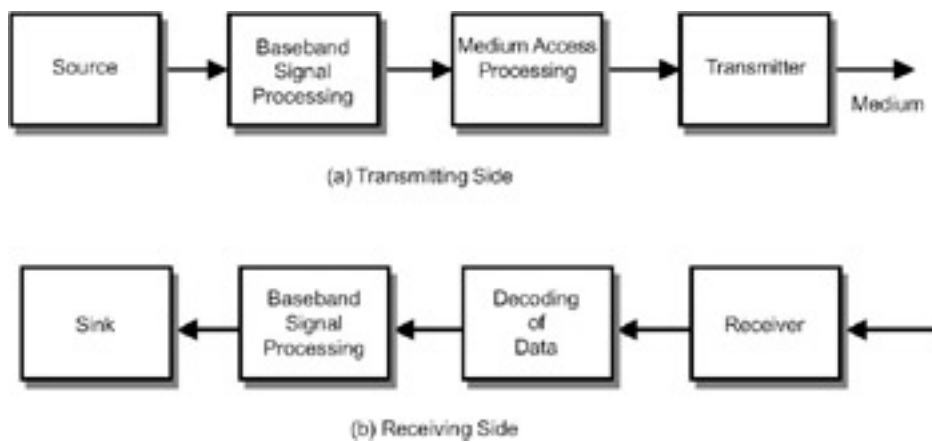 Source
Baseband
Signal
Processing
Medium Access
Processing
Transmitter
Medium
(a) Transmitting Side
Sink
Baseband
Signal
Processing
Decoding
of
Data
Receiver
(b) Receiving Side